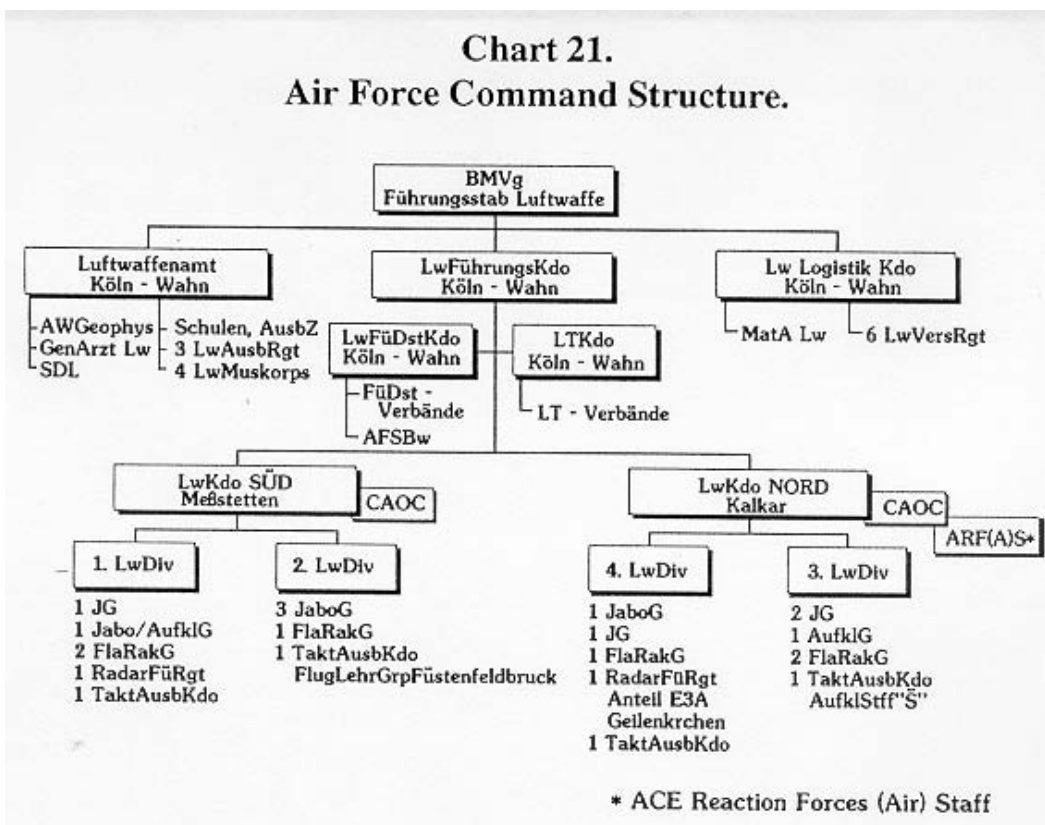 Chart 21.
Air Force Command Structure.
BMVg
Führungsstab Luftwaffe
Luftwaffenamt
Köln - Wahn
AWGeophys
GenArzt Lw
SDL
Schulen, AusbZ
3 LwAusbRgt
4 LwMuskorps
LwFührungsKdo
Köln - Wahn
LwFüDstKdo
Köln - Wahn
FüDst -
Verbände
AFSBw
LTKdo
Köln - Wahn
LT - Verbände
Lw Logistik Kdo
Köln - Wahn
MatA Lw
6 LwVersRgt
LwKdo SÜD
Meßstetten
CAOC
1. LwDiv
1 JG
1 Jabo/AufklG
2 FlaRakG
1 RadarFüRgt
1 TaktAusbKdo
2. LwDiv
3 JaboG
1 FlaRakG
1 TaktAusbKdo
FlugLehrGrpFüstenfeldbruck
LwKdo NORD
Kalkar
CAOC
ARF(A)S*
4. LwDiv
1 JaboG
1 JG
1 FlaRakG
1 RadarFüRgt
Anteil E3A
Geilenkrchen
1 TaktAusbKdo
3. LwDiv
2 JG
1 AufklG
2 FlaRakG
1 TaktAusbKdo
AufklStff"S"
* ACE Reaction Forces (Air) Staff